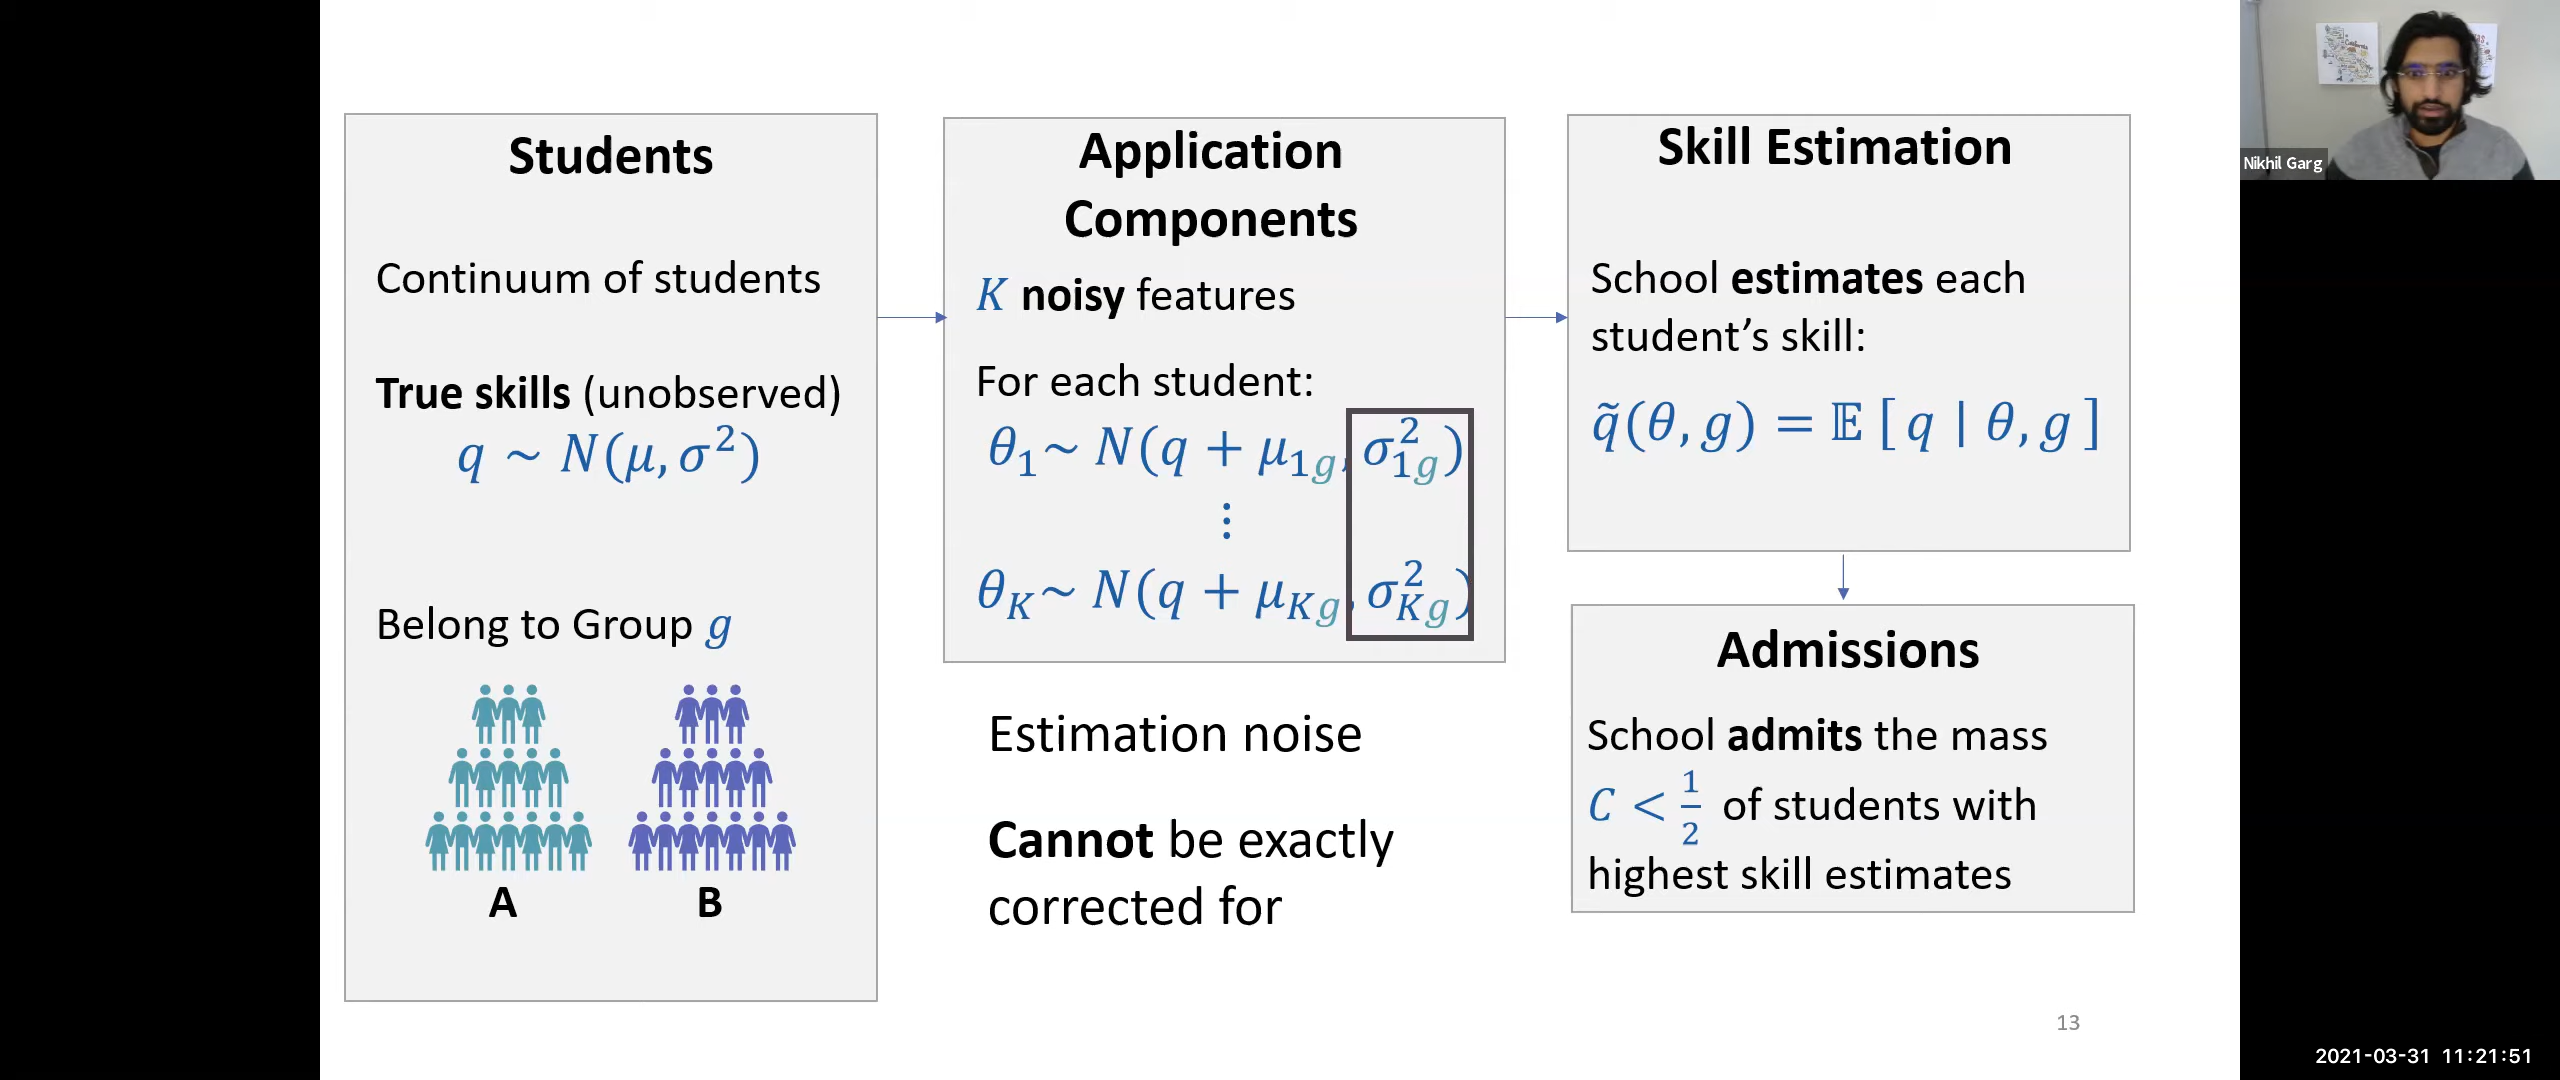 Students
Continuum of students
True skills (unobserved)
q ~ N(μ, σ²)
Belong to Group g
A
B
Application
Components
K noisy features
For each student:
θ₁~ N(q + μ₁g, σ²₁g)
⋮
θ_K~ N(q + μ_Kg, σ²_Kg)
Estimation noise
Cannot be exactly
corrected for
Skill Estimation
School estimates each
student’s skill:
q̃(θ, g) = 𝔼 [ q | θ, g ]
Admissions
School admits the mass
C < 1/2 of students with
highest skill estimates
13
Nikhil Garg
2021-03-31 11:21:51